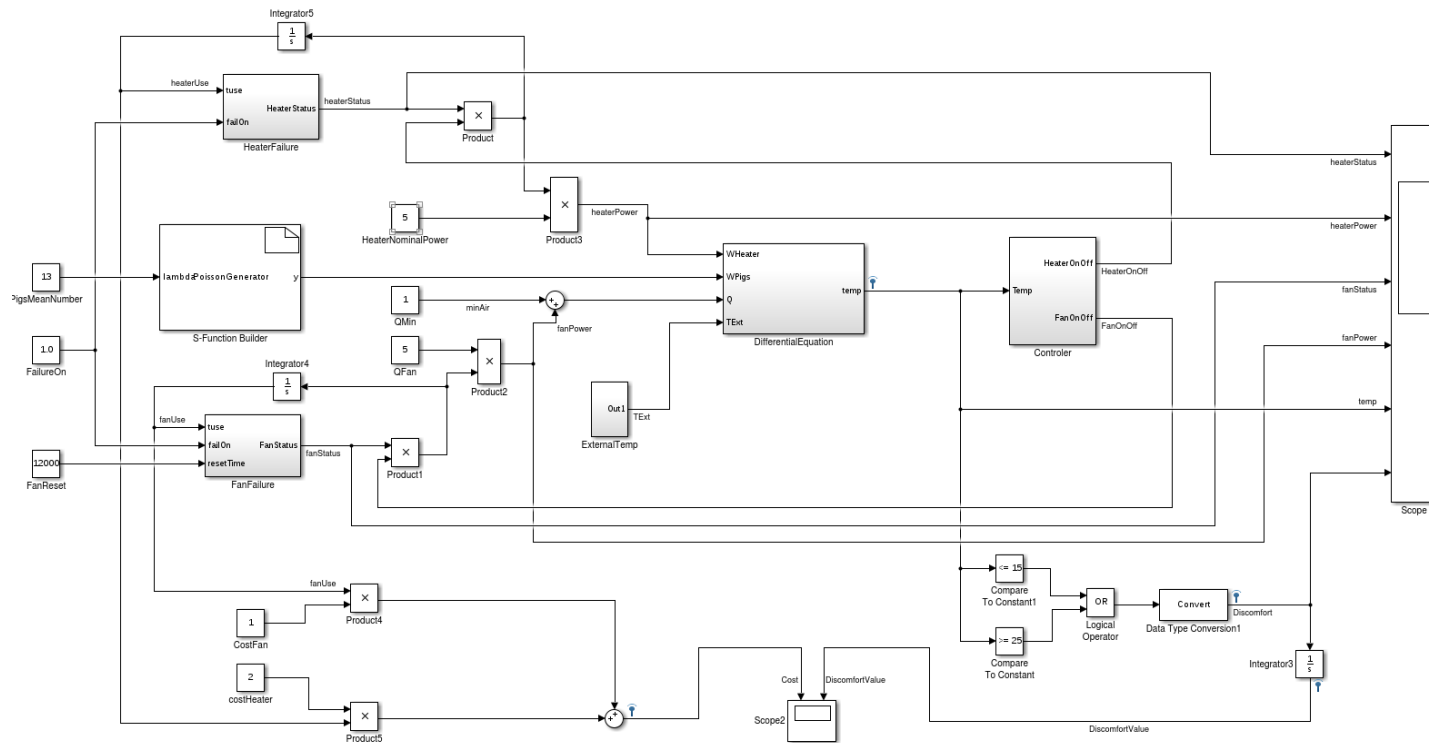 Integrator5
1
s
heaterUse
tuse
HeaterStatus
failOn
HeaterFailure
heaterStatus
×
Product
heaterStatus
5
HeaterNominalPower
×
Product3
heaterPower
heaterPower
13
PigsMeanNumber
lambdaPoissonGenerator
y
S-Function Builder
1
QMin
minAir
++
fanPower
WHeater
WPigs
Q
TExt
temp
DifferentialEquation
HeaterOnOff
Temp
FanOnOff
Controler
HeaterOnOff
FanOnOff
fanStatus
fanPower
1.0
FailureOn
5
QFan
×
Product2
Integrator4
1
s
Out1
TExt
ExternalTemp
temp
fanUse
tuse
failOn
FanStatus
resetTime
FanFailure
fanStatus
×
Product1
12000
FanReset
Scope
fanUse
×
Product4
1
CostFan
2
costHeater
×
Product5
++
<= 15
Compare
To Constant1
>= 25
Compare
To Constant
OR
Logical
Operator
Convert
Data Type Conversion1
Discomfort
Integrator3
1
s
Cost
DiscomfortValue
Scope2
DiscomfortValue